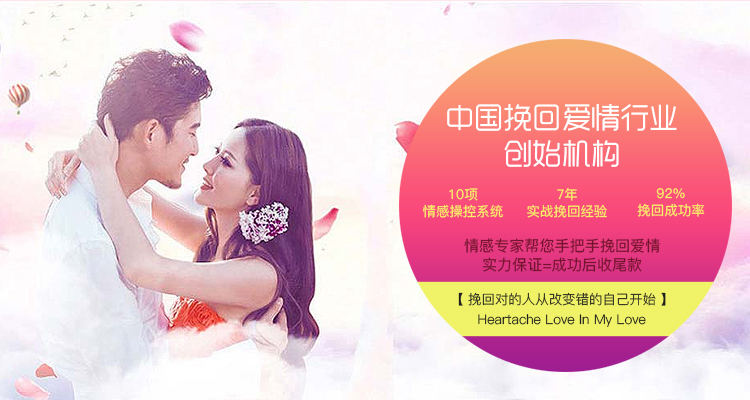 中国挽回爱情行业
创始机构
10项 7年 92%
情感操控系统 实战挽回经验 挽回成功率
情感专家帮您手把手挽回爱情
实力保证=成功后收尾款
【 挽回对的人从改变错的自己开始 】
Heartache Love In My Love